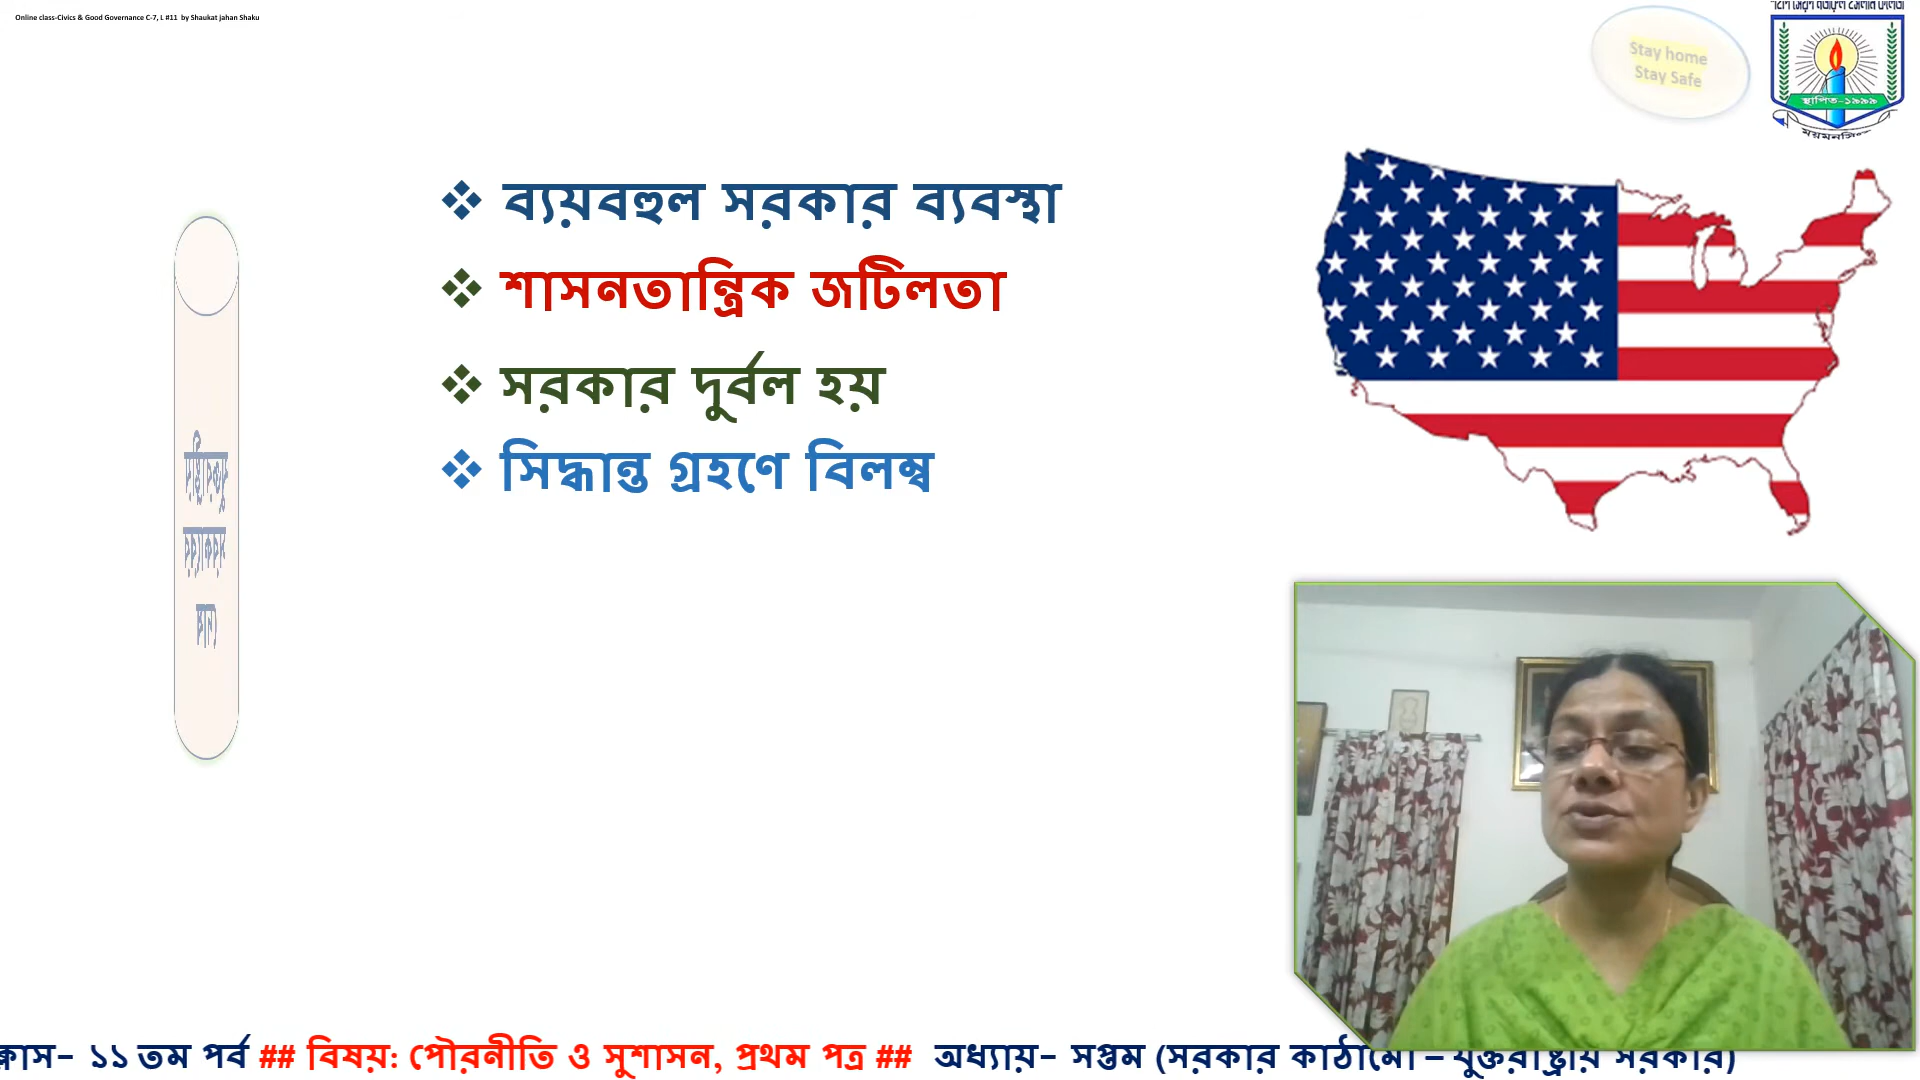 Online class-Civics & Good Governance C-7, L #11 by Shaukat jahan Shaku
Stay home
Stay Safe
স্থাপিত-১৯৯৯
❖ ব্যয়বহুল সরকার ব্যবস্থা
❖ শাসনতান্ত্রিক জটিলতা
❖ সরকার দুর্বল হয়
❖ সিদ্ধান্ত গ্রহণে বিলম্ব
সরকারের
দোষ
ক্লাস– ১১ তম পর্ব ## বিষয়: পৌরনীতি ও সুশাসন, প্রথম পত্র ## অধ্যায়– সপ্তম (সরকার কাঠামো – যুক্তরাষ্ট্রীয় সরকার)